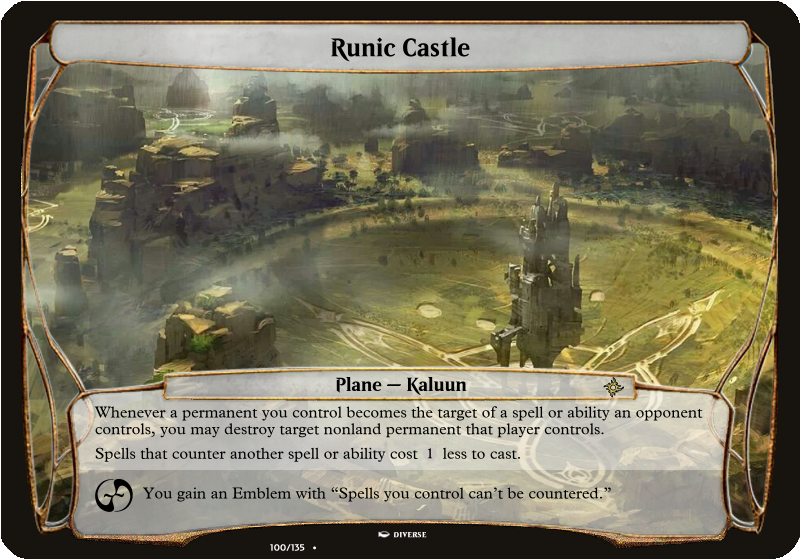 Runic Castle
Plane — Kaluun
Whenever a permanent you control becomes the target of a spell or ability an opponent
controls, you may destroy target nonland permanent that player controls.
Spells that counter another spell or ability cost 1 less to cast.
You gain an Emblem with “Spells you control can’t be countered.”
DIVERSE
100/135 •